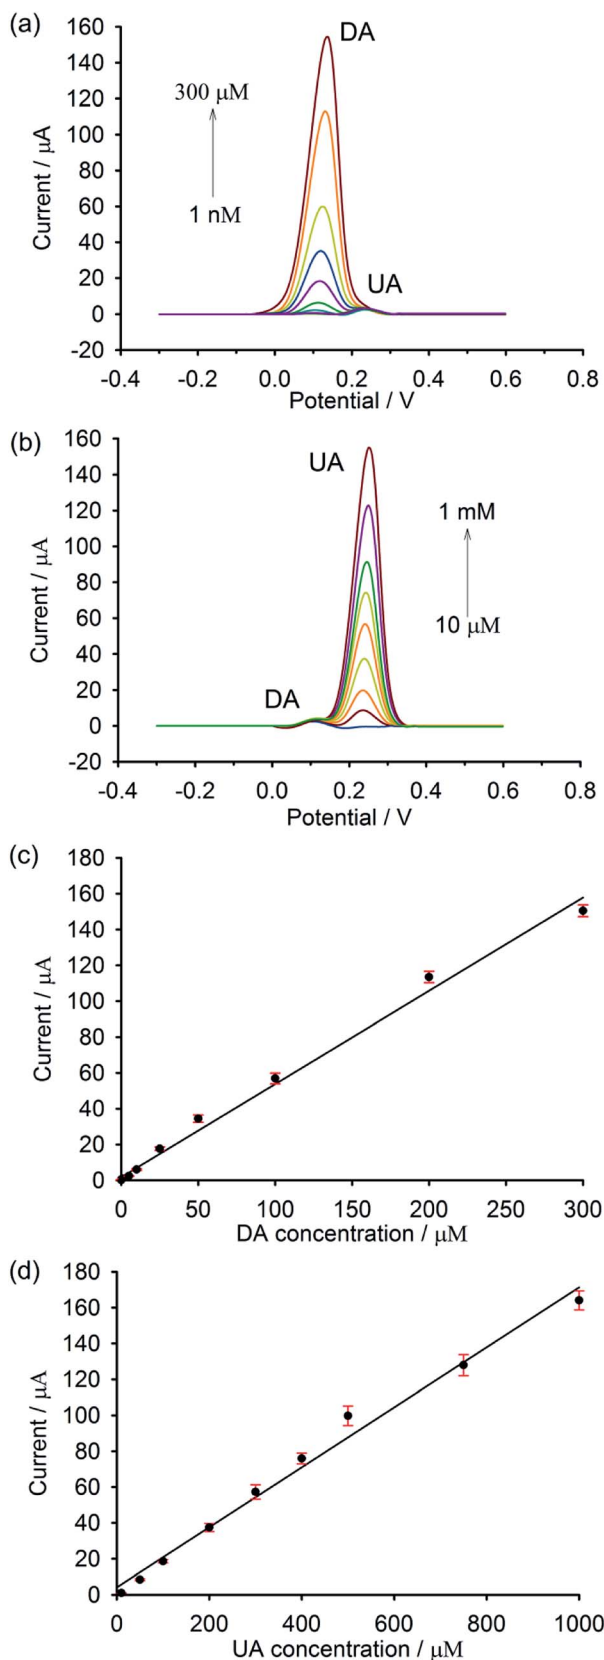 (a)
160
140
120
100
80
60
40
20
0
-20
Current / μA
DA
300 μM
1 nM
UA
-0.4 -0.2 0.0 0.2 0.4 0.6 0.8
Potential / V
(b)
160
140
120
100
80
60
40
20
0
-20
Current / μA
UA
1 mM
10 μM
DA
-0.4 -0.2 0.0 0.2 0.4 0.6 0.8
Potential / V
(c)
180
160
140
120
100
80
60
40
20
0
Current / μA
0 50 100 150 200 250 300
DA concentration / μM
(d)
180
160
140
120
100
80
60
40
20
0
Current / μA
0 200 400 600 800 1000
UA concentration / μM